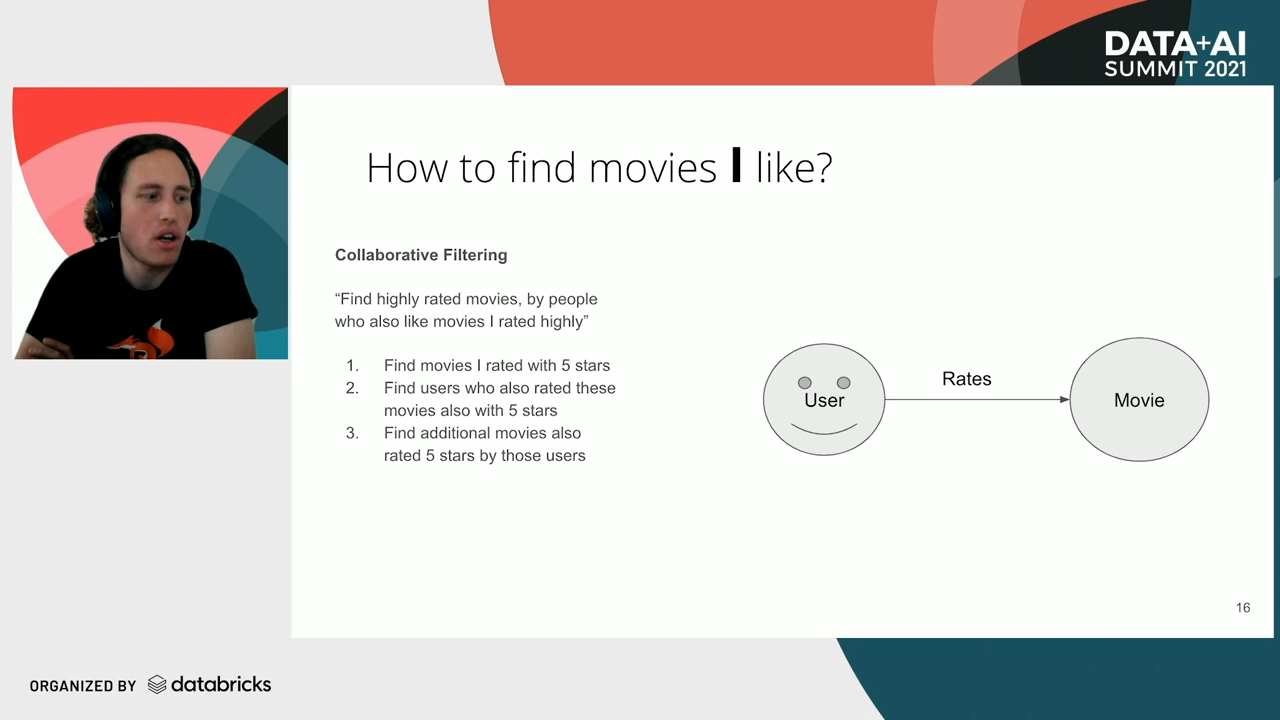 DATA+AI
SUMMIT 2021
How to find movies I like?
Collaborative Filtering
“Find highly rated movies, by people
who also like movies I rated highly”
1. Find movies I rated with 5 stars
2. Find users who also rated these
movies also with 5 stars
3. Find additional movies also
rated 5 stars by those users
User
Rates
Movie
16
ORGANIZED BY databricks